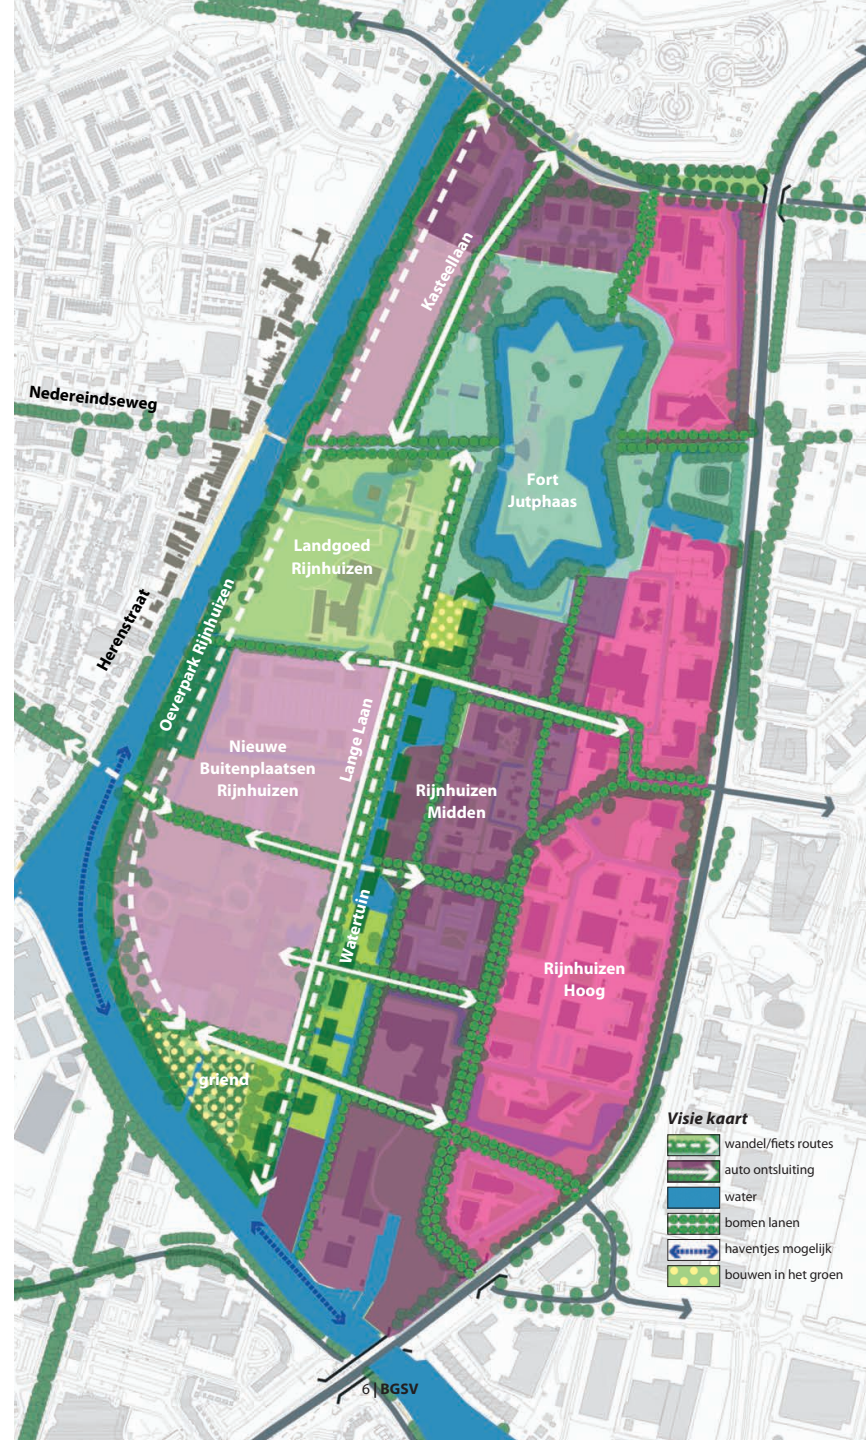 Kasteellaan
Nedereindseweg
Fort
Jutphaas
Landgoed
Rijnhuizen
Herenstraat
Oeverpark Rijnhuizen
Nieuwe
Buitenplaatsen
Rijnhuizen
Lange Laan
Rijnhuizen
Midden
Watertuin
Rijnhuizen
Hoog
griend
Visie kaart
wandel/fiets routes
auto ontsluiting
water
bomen lanen
haventjes mogelijk
bouwen in het groen
6 | BGSV